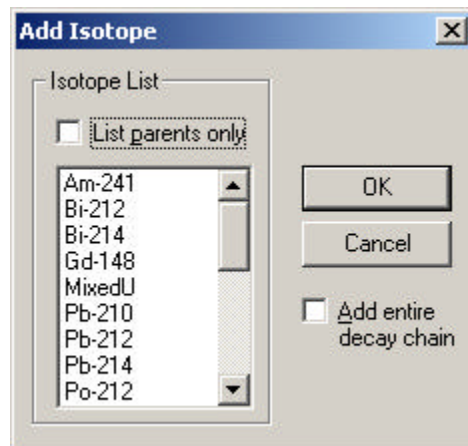 Add Isotope
Isotope List
List parents only
Am-241
Bi-212
Bi-214
Gd-148
MixedU
Pb-210
Pb-212
Pb-214
Po-212
OK
Cancel
Add entire
decay chain